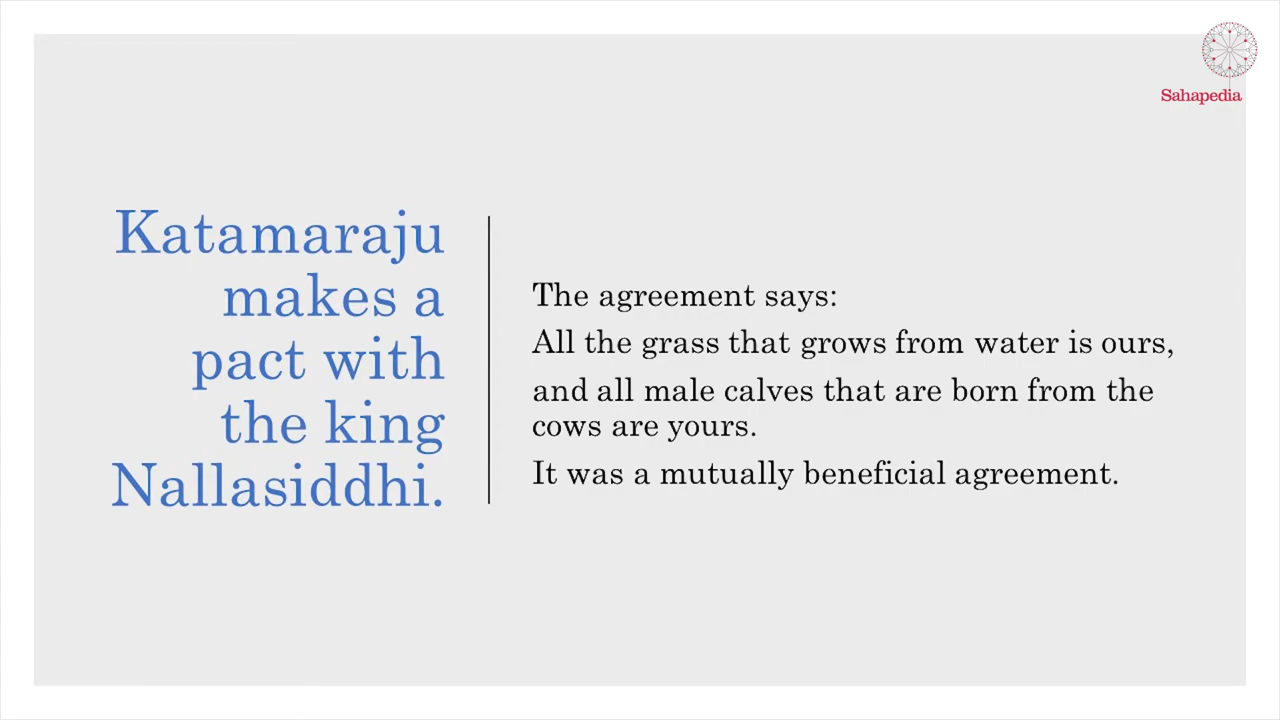 Sahapedia
Katamaraju
makes a
pact with
the king
Nallasiddhi.
The agreement says:
All the grass that grows from water is ours,
and all male calves that are born from the
cows are yours.
It was a mutually beneficial agreement.